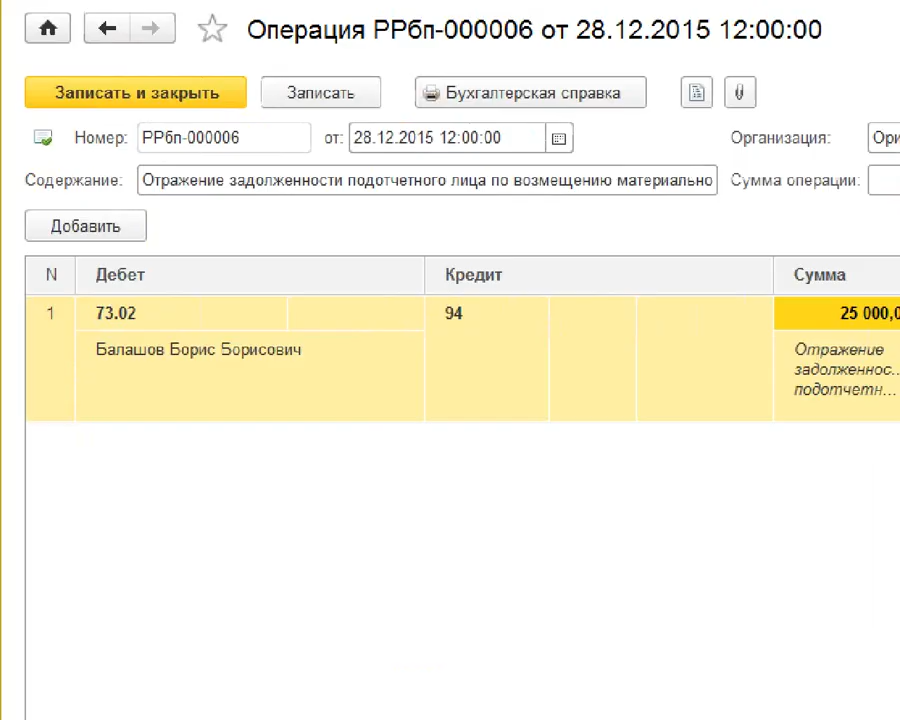 Операция РРбп-000006 от 28.12.2015 12:00:00
Записать и закрыть Записать Бухгалтерская справка
Номер: РРбп-000006 от: 28.12.2015 12:00:00 Организация: Ори
Содержание: Отражение задолженности подотчетного лица по возмещению материально Сумма операции:
Добавить
N Дебет Кредит Сумма
1 73.02 94 25 000,0
Балашов Борис Борисович
Отражение
задолженнос...
подотчетн...